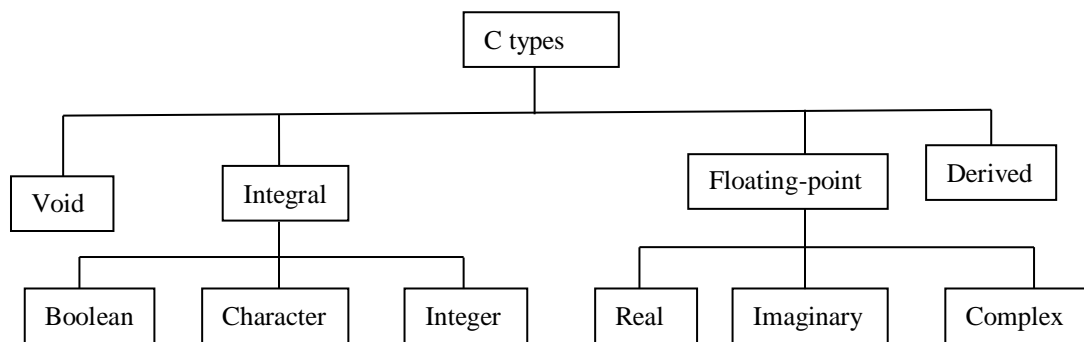 C types
Void
Integral
Floating-point
Derived
Boolean
Character
Integer
Real
Imaginary
Complex